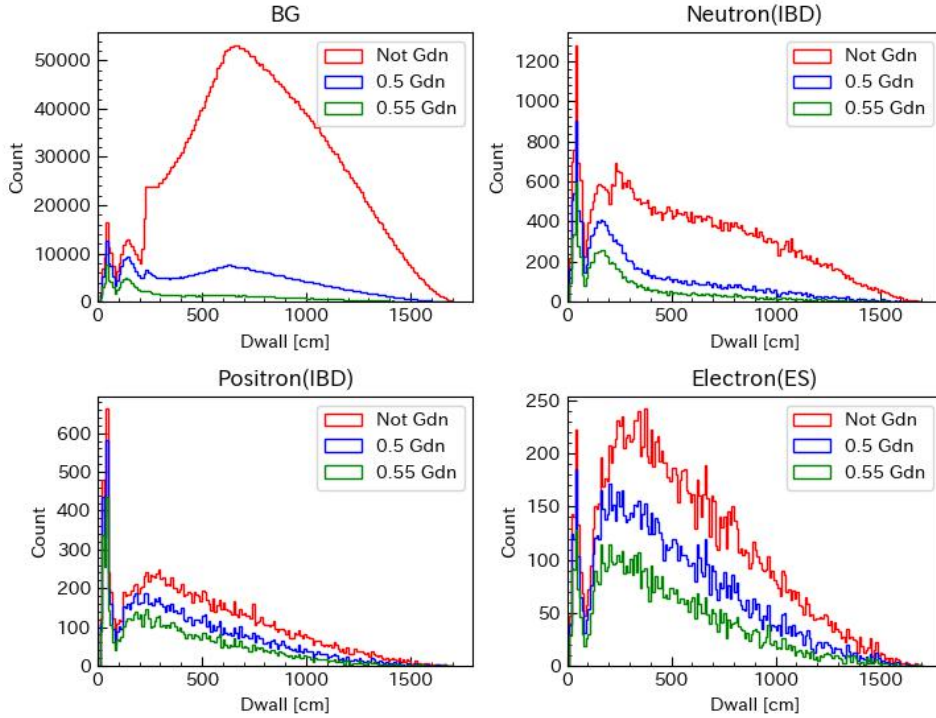 BG
50000
40000
30000
20000
10000
0
Count
0
500
1000
1500
Dwall [cm]
Not Gdn
0.5 Gdn
0.55 Gdn
Neutron(IBD)
1200
1000
800
600
400
200
0
Count
0
500
1000
1500
Dwall [cm]
Not Gdn
0.5 Gdn
0.55 Gdn
Positron(IBD)
600
500
400
300
200
100
0
Count
0
500
1000
1500
Dwall [cm]
Not Gdn
0.5 Gdn
0.55 Gdn
Electron(ES)
250
200
150
100
50
0
Count
0
500
1000
1500
Dwall [cm]
Not Gdn
0.5 Gdn
0.55 Gdn